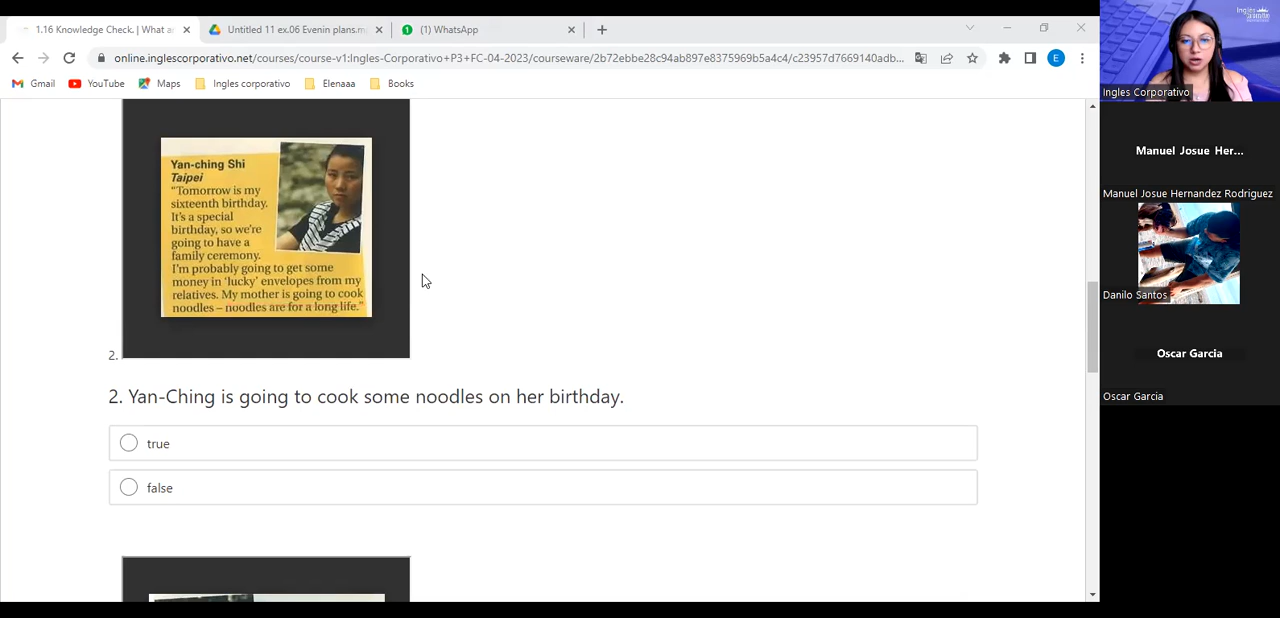 1.16 Knowledge Check. | What a
Untitled 11 ex.06 Evenin plans.m
1
(1) WhatsApp
online.inglescorporativo.net/courses/course-v1:Ingles-Corporativo+P3+FC-04-2023/courseware/2b72ebbe28c94ab897e8375969b5a4c4/c23957d7669140adb...
E
Gmail
YouTube
Maps
Ingles corporativo
Elenaaa
Books
Yan-ching Shi
Taipei
"Tomorrow is my
sixteenth birthday.
It's a special
birthday, so we're
going to have a
family ceremony.
I'm probably going to get some
money in 'lucky' envelopes from my
relatives. My mother is going to cook
noodles – noodles are for a long life."
2.
2. Yan-Ching is going to cook some noodles on her birthday.
true
false
Ingles Corporativo
Manuel Josue Her...
Manuel Josue Hernandez Rodriguez
Danilo Santos
Oscar Garcia
Oscar Garcia